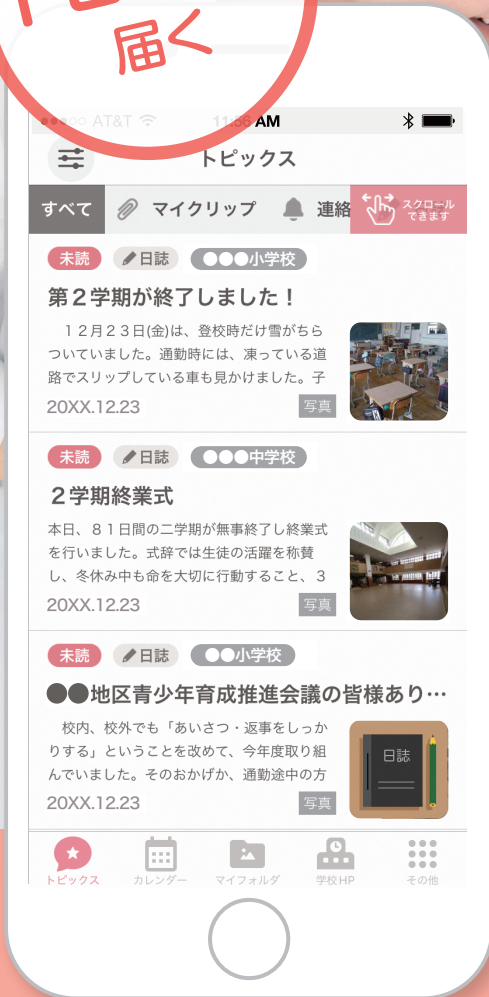 届く
AT&T
AM
トピックス
すべて
マイクリップ
連絡
スクロール
できます
未読
日誌
●●●小学校
第２学期が終了しました！
１２月２３日(金)は、登校時だけ雪がちら
ついていました。通勤時には、凍っている道
路でスリップしている車も見かけました。子
20XX.12.23
写真
未読
日誌
●●●中学校
２学期終業式
本日、８１日間の二学期が無事終了し終業式
を行いました。式辞では生徒の活躍を称賛
し、冬休み中も命を大切に行動すること、３
20XX.12.23
写真
未読
日誌
●●小学校
●●地区青少年育成推進会議の皆様あり…
校内、校外でも「あいさつ・返事をしっか
りする」ということを改めて、今年度取り組
んでいました。そのおかげか、通勤途中の方
20XX.12.23
写真
日誌
トピックス
カレンダー
マイフォルダ
学校HP
その他